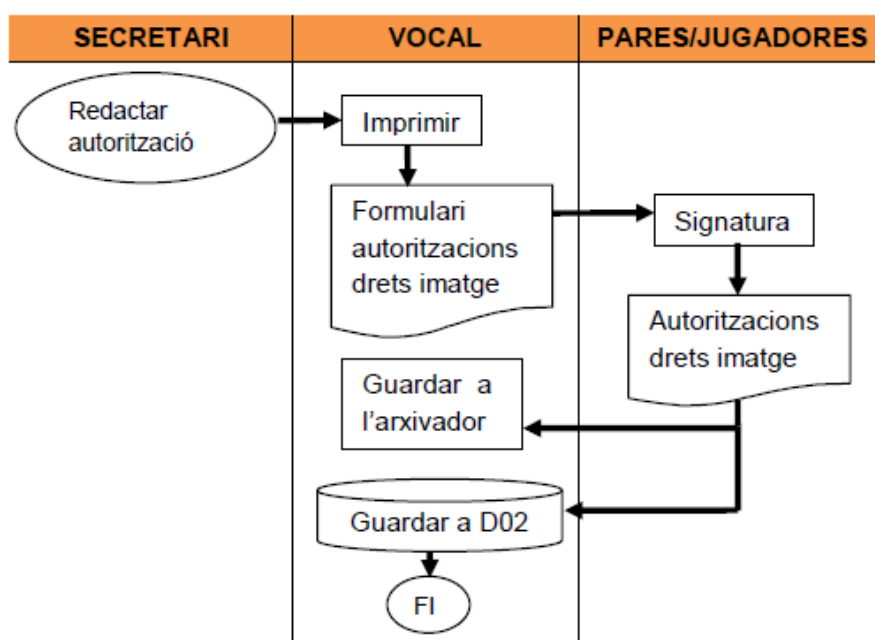 SECRETARI
VOCAL
PARES/JUGADORES
Redactar
autorització
Imprimir
Formulari
autoritzacions
drets imatge
Signatura
Autoritzacions
drets imatge
Guardar a
l’arxivador
Guardar a D02
FI